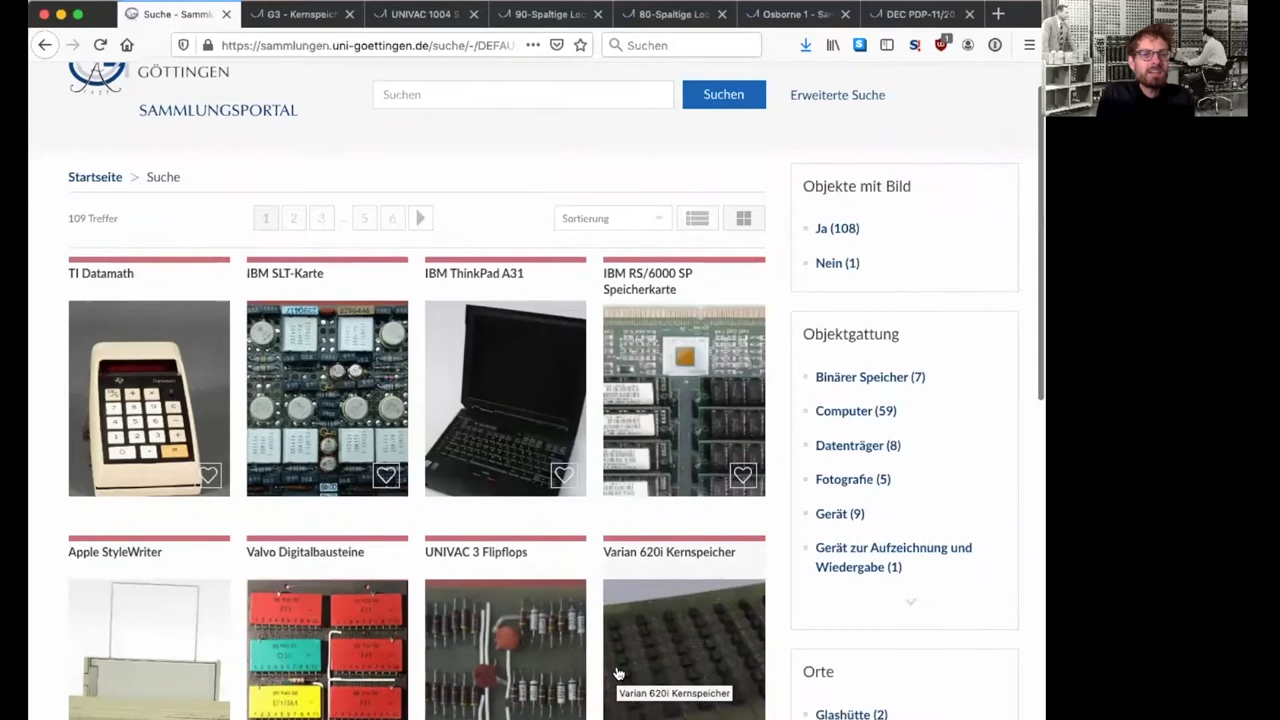 Suche - Samml
G3 - Kernspeich
UNIVAC 1004 S
90-Spaltige Loc
80-Spaltige Loc
Osborne 1 - Sa
DEC PDP-11/20
https://sammlungen.uni-goettingen.de/suche/-/DEFAU
Suchen
GÖTTINGEN
SAMMLUNGSPORTAL
Suchen
Suchen
Erweiterte Suche
Startseite > Suche
109 Treffer
1 2 3 ... 5 6
Sortierung
TI Datamath
IBM SLT-Karte
IBM ThinkPad A31
IBM RS/6000 SP
Speicherkarte
Apple StyleWriter
Valvo Digitalbausteine
UNIVAC 3 Flipflops
Varian 620i Kernspeicher
Varian 620i Kernspeicher
Objekte mit Bild
Ja (108)
Nein (1)
Objektgattung
Binärer Speicher (7)
Computer (59)
Datenträger (8)
Fotografie (5)
Gerät (9)
Gerät zur Aufzeichnung und
Wiedergabe (1)
Orte
Glashütte (2)